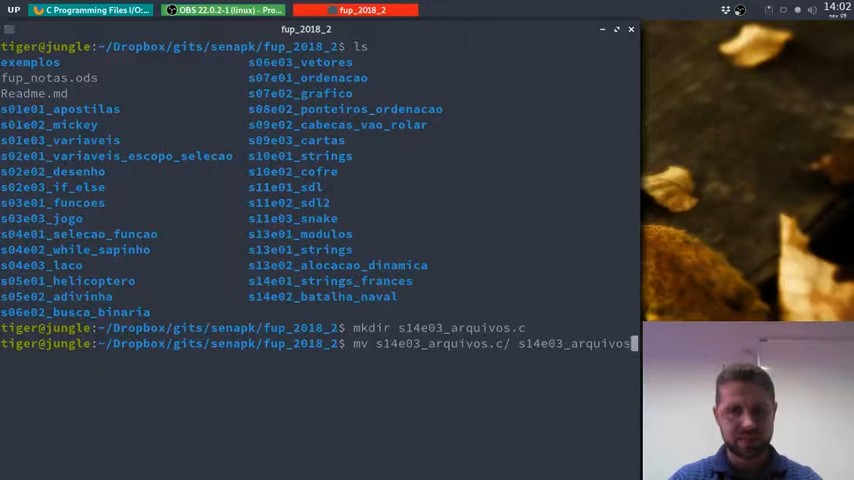 UP C Programming Files I/O:... OBS 22.0.2-1 (linux) - Pro... fup_2018_2 14:02
nov 09
fup_2018_2
tiger@jungle:~/Dropbox/gits/senapk/fup_2018_2$ ls
exemplos s06e03_vetores
fup_notas.ods s07e01_ordenacao
Readme.md s07e02_grafico
s01e01_apostilas s08e02_ponteiros_ordenacao
s01e02_mickey s09e02_cabecas_vao_rolar
s01e03_variaveis s09e03_cartas
s02e01_variaveis_escopo_selecao s10e01_strings
s02e02_desenho s10e02_cofre
s02e03_if_else s11e01_sdl
s03e01_funcoes s11e02_sdl2
s03e03_jogo s11e03_snake
s04e01_selecao_funcao s13e01_modulos
s04e02_while_sapinho s13e01_strings
s04e03_laco s13e02_alocacao_dinamica
s05e01_helicoptero s14e01_strings_frances
s05e02_adivinha s14e02_batalha_naval
s06e02_busca_binaria
tiger@jungle:~/Dropbox/gits/senapk/fup_2018_2$ mkdir s14e03_arquivos.c
tiger@jungle:~/Dropbox/gits/senapk/fup_2018_2$ mv s14e03_arquivos.c/ s14e03_arquivos